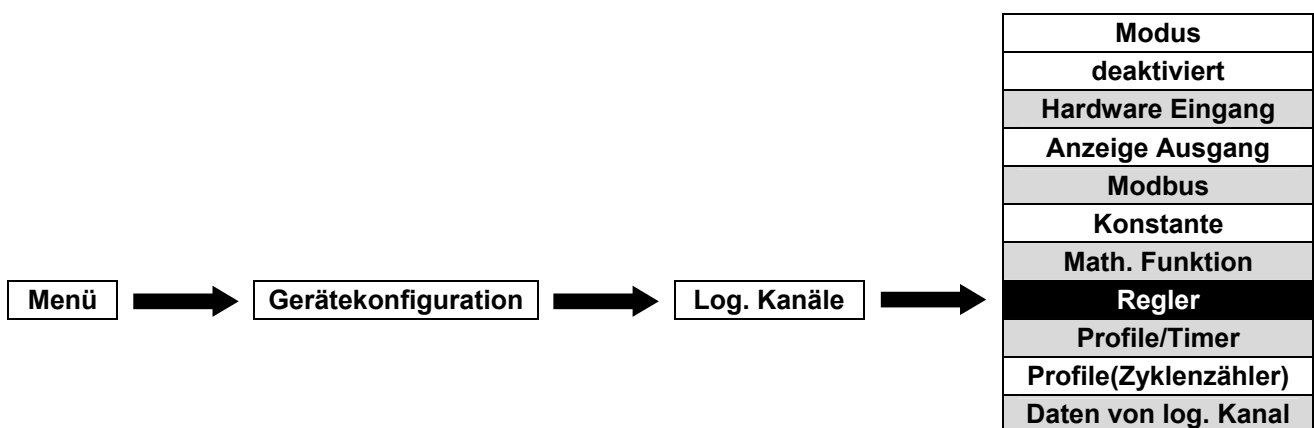 Modus
deaktiviert
Hardware Eingang
Anzeige Ausgang
Modbus
Konstante
Math. Funktion
Menü
Gerätekonfiguration
Log. Kanäle
Regler
Profile/Timer
Profile(Zyklenzähler)
Daten von log. Kanal